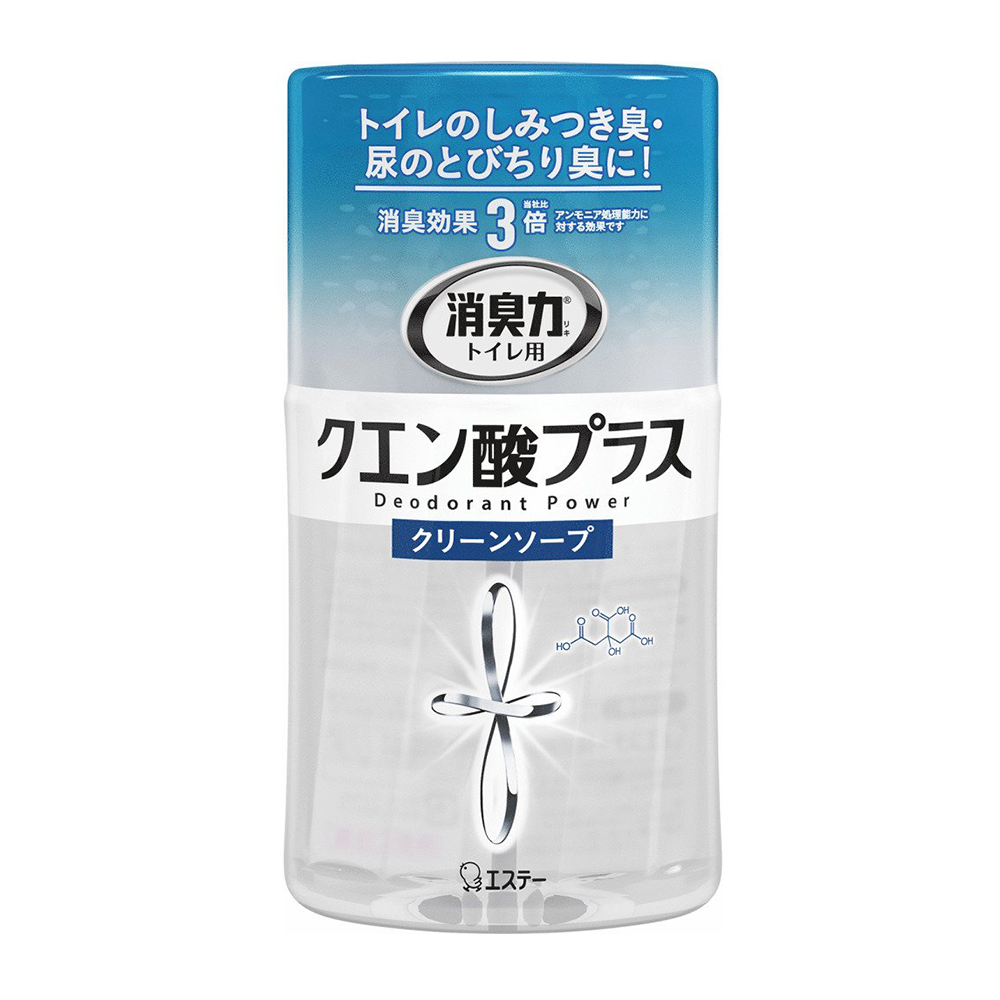 トイレのしみつき臭・
尿のとびちり臭に!
消臭効果 3倍 当社比 アンモニア処理能力に
対する効果です
消臭力®
リキ
トイレ用
クエン酸プラス
Deodorant Power
クリーンソープ
O OH
O O
HO OH
OH
エステー